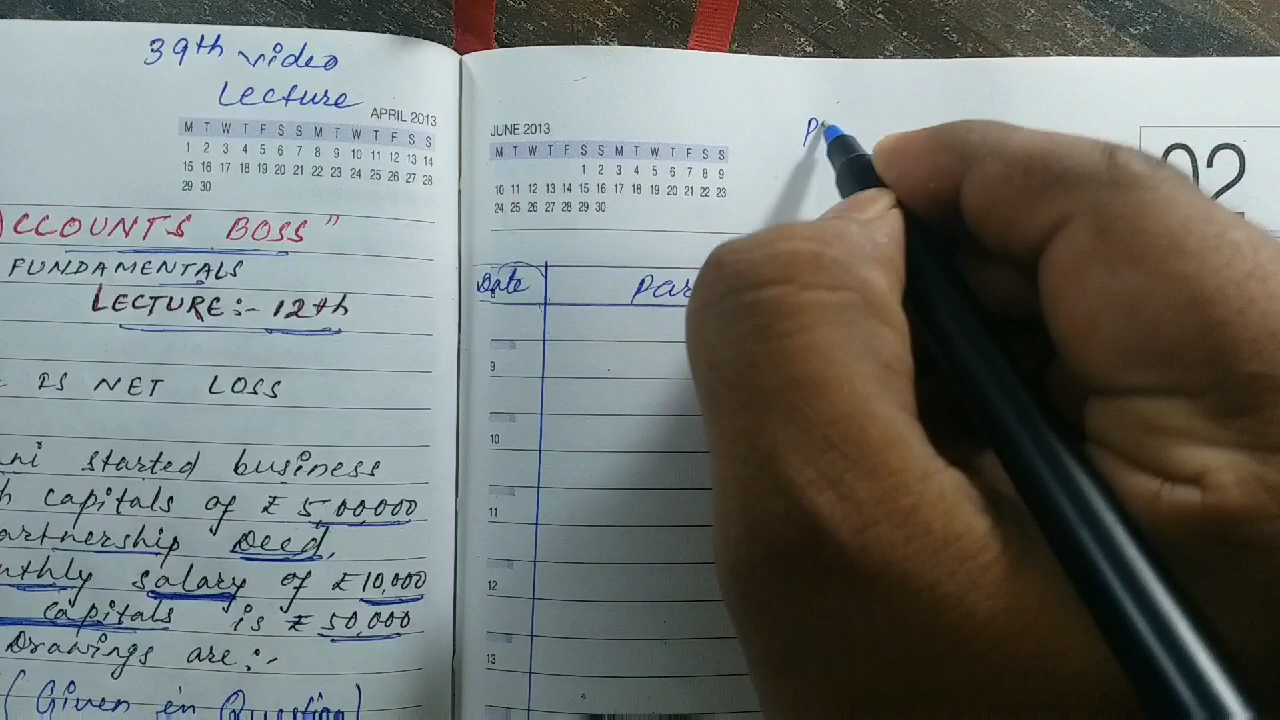 39th video
Lecture
APRIL 2013
M T W T F S S M T W T F S S
1 2 3 4 5 6 7 8 9 10 11 12 13 14
15 16 17 18 19 20 21 22 23 24 25 26 27 28
29 30
ACCOUNTS BOSS"
FUNDAMENTALS
LECTURE:- 12th
IS NET LOSS
started business
capitals of ₹ 5,00000
artnership Deed.
nthly salary of ₹ 10,000
capitals is ₹ 50,000
Drawings are:-
(Given in Question)
JUNE 2013
M T W T F S S M T W T F S S
1 2 3 4 5 6 7 8 9
10 11 12 13 14 15 16 17 18 19 20 21 22 23
24 25 26 27 28 29 30
P
02
Date Par
9
10
11
12
13